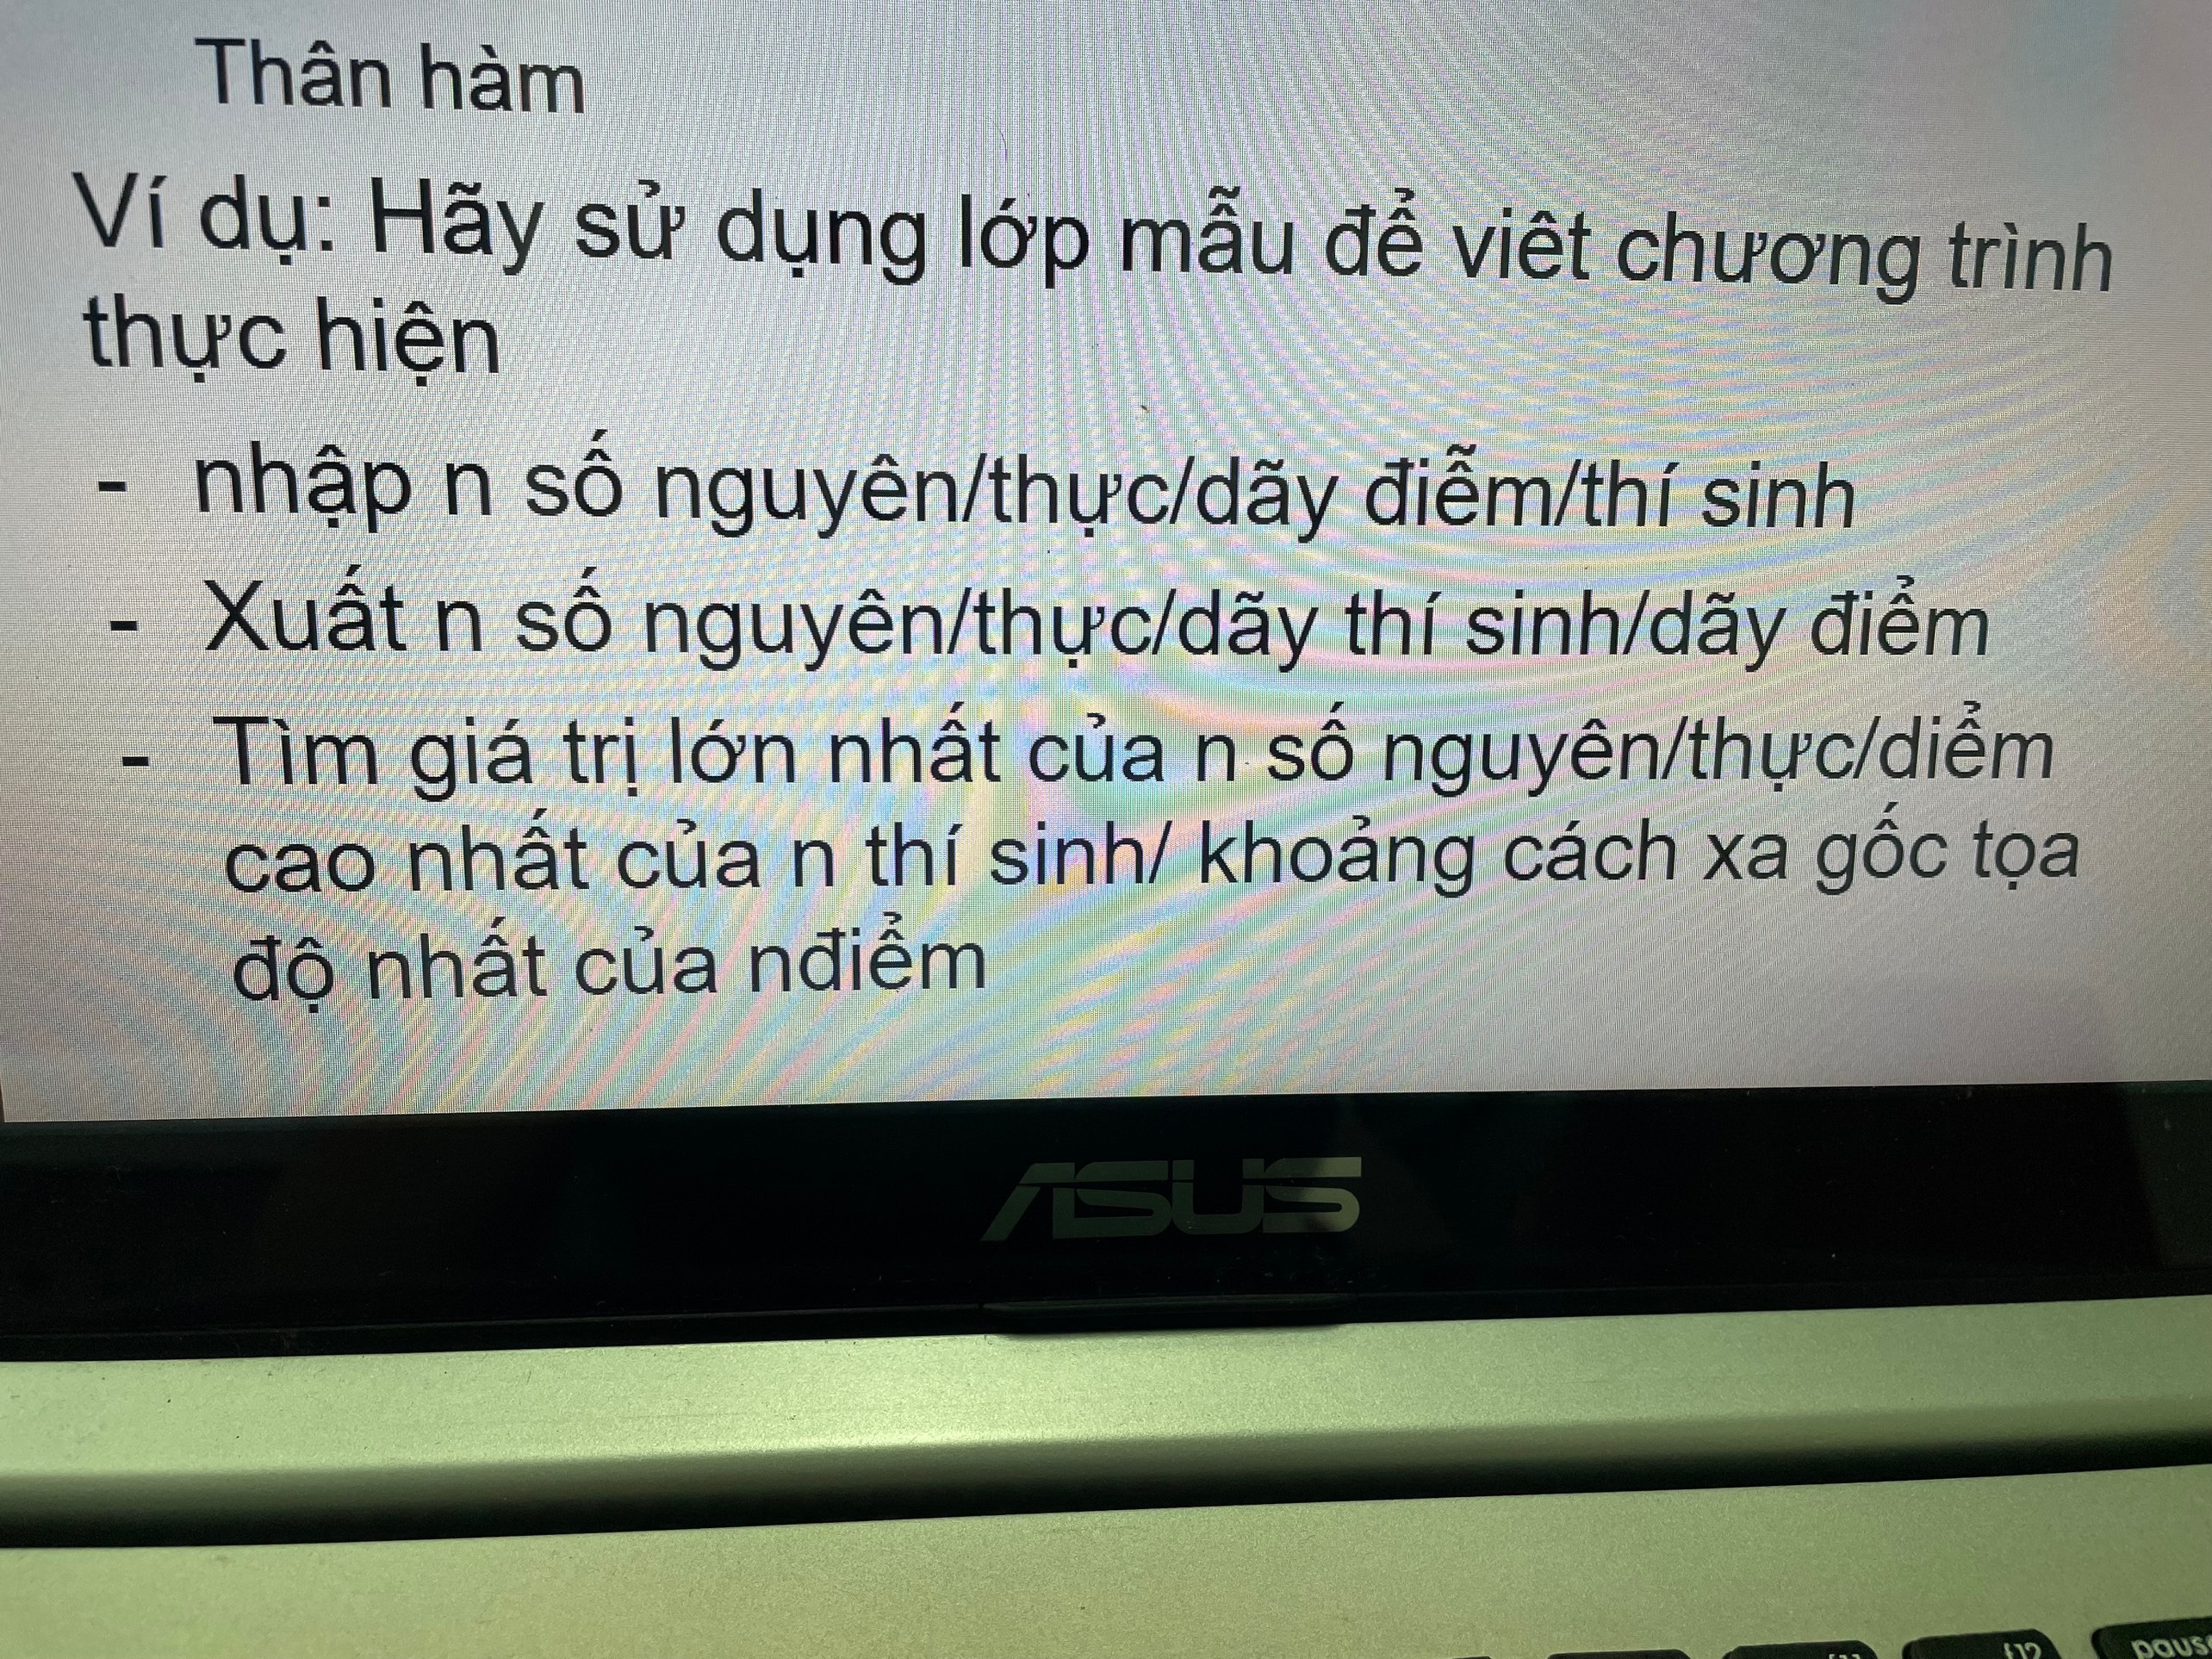 Thân hàm
Ví dụ: Hãy sử dụng lớp mẫu để viêt chương trình
thực hiện
- nhập n số nguyên/thực/dãy điễm/thí sinh
- Xuất n số nguyên/thực/dãy thí sinh/dãy điểm
- Tìm giá trị lớn nhất của n số nguyên/thực/diểm
cao nhất của n thí sinh/ khoảng cách xa gốc tọa
độ nhất của nđiểm
ASUS
f12
pause